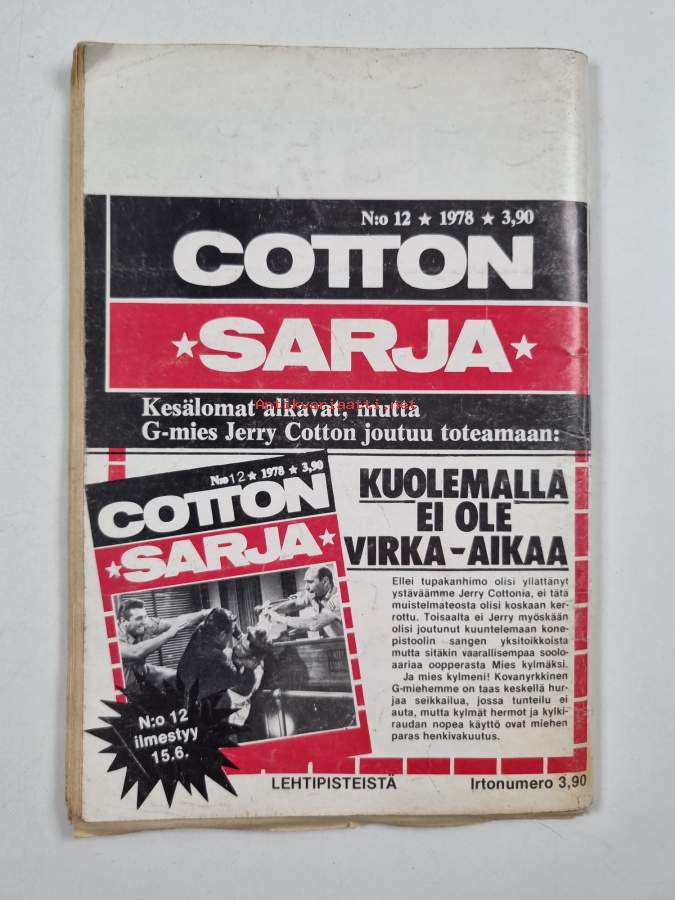 N:o 12 ★ 1978 ★ 3,90
COTTON
★SARJA★
Antikvariaatti.net
Kesälomat alkavat, mutta
G-mies Jerry Cotton joutuu toteamaan:
N:o 12 ★ 1978 ★ 3,90
COTTON
★SARJA★
KUOLEMALLA
EI OLE
VIRKA-AIKAA
Ellei tupakanhimo olisi yllättänyt
ystäväämme Jerry Cottonia, ei tätä
muistelmateosta olisi koskaan ker-
rottu. Toisaalta ei Jerry myöskään
olisi joutunut kuuntelemaan kone-
pistoolin sangen yksitoikkoista
mutta sitäkin vaarallisempaa soolo-
aariaa oopperasta Mies kylmäksi.
Ja mies kylmeni! Kovanyrkkinen
G-miehemme on taas keskellä hur-
jaa seikkailua, jossa tunteilu ei
auta, mutta kylmät hermot ja kylki-
raudan nopea käyttö ovat miehen
paras henkivakuutus.
N:o 12
ilmestyy
15.6.
LEHTIPISTEISTÄ
Irtonumero 3,90